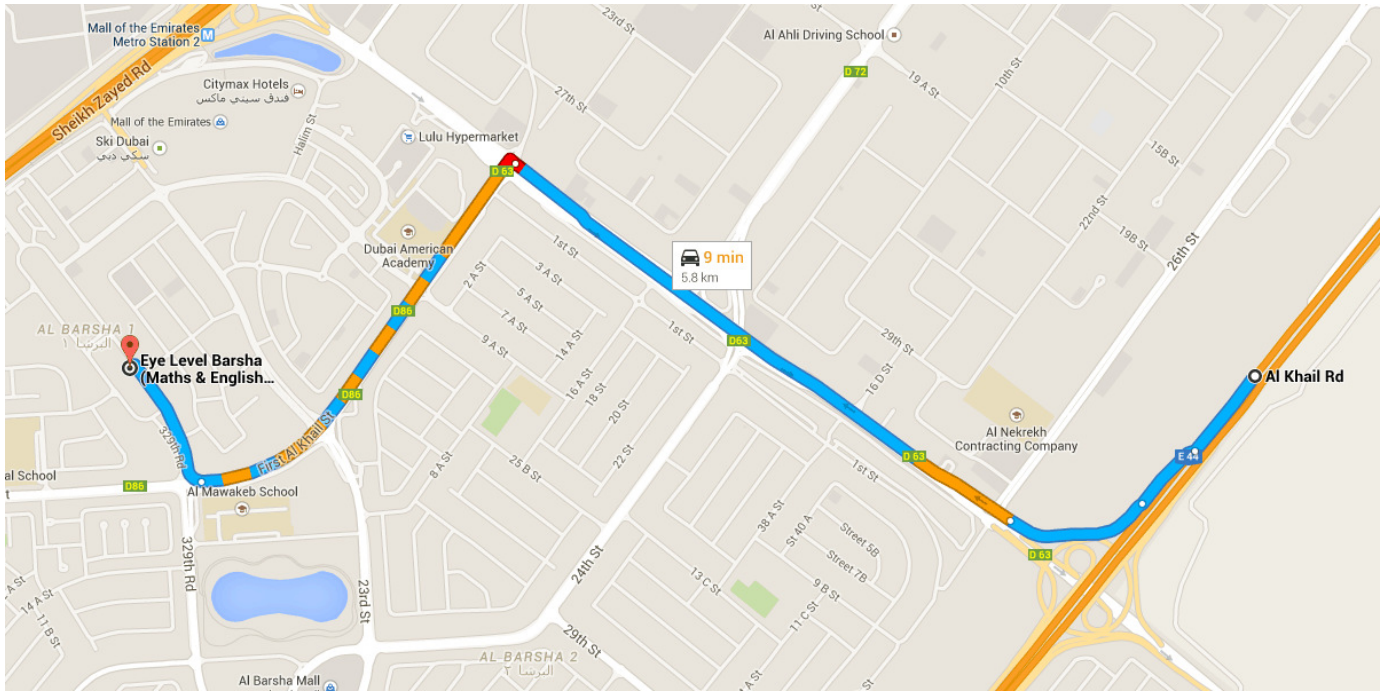 Mall of the Emirates
Metro Station 2
M
23rd St
Al Ahli Driving School
D 72
19 A St
10th St
Sheikh Zayed Rd
Citymax Hotels
فندق سيتي ماكس
27th St
Mall of the Emirates
Halim St
Lulu Hypermarket
Ski Dubai
سكي دبي
15B St
D 63
22nd St
19B St
26th St
Dubai American
Academy
1st St
2 A St
3 A St
9 min
5.8 km
5 A St
7 A St
9 A St
14 A St
D86
AL BARSHA 1
البرشا ١
1st St
D63
29th St
16 D St
Eye Level Barsha
(Maths & English...
Al Khail Rd
16 A St
18 St
20 St
22 St
D86
First Al Khail St
329th Rd
Al Nekrekh
Contracting Company
8 A St
25 B St
D 63
1st St
E 44
al School
D86
Al Mawakeb School
38 A St
St 40 A
Street 5B
Street 7B
D 63
329th Rd
23rd St
24th St
13 C St
9 B St
11 C St
14 A St
11 B St
29th St
AL-BARSHA 2
البرشا ٢
Al Barsha Mall